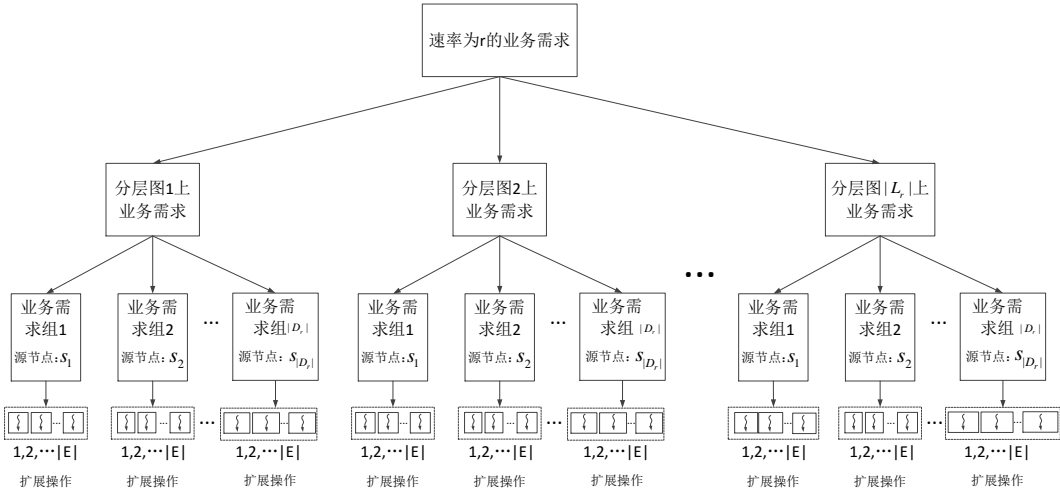 速率为r的业务需求
分层图1上
业务需求
分层图2上
业务需求
分层图|L_r|上
业务需求
...
业务需
求组1
源节点:s_1
业务需
求组2
源节点:s_2
...
业务需
求组|D_r|
源节点:s_{|D_r|}
业务需
求组1
源节点:s_1
业务需
求组2
源节点:s_2
...
业务需
求组|D_r|
源节点:s_{|D_r|}
业务需
求组1
源节点:s_1
业务需
求组2
源节点:s_2
...
业务需
求组|D_r|
源节点:s_{|D_r|}
... ... ... ... ... ... ... ... ... ... ... ...
1,2,···|E| 1,2,···|E| 1,2,···|E| 1,2,···|E| 1,2,···|E| 1,2,···|E| 1,2,···|E| 1,2,···|E| 1,2,···|E|
扩展操作 扩展操作 扩展操作 扩展操作 扩展操作 扩展操作 扩展操作 扩展操作 扩展操作